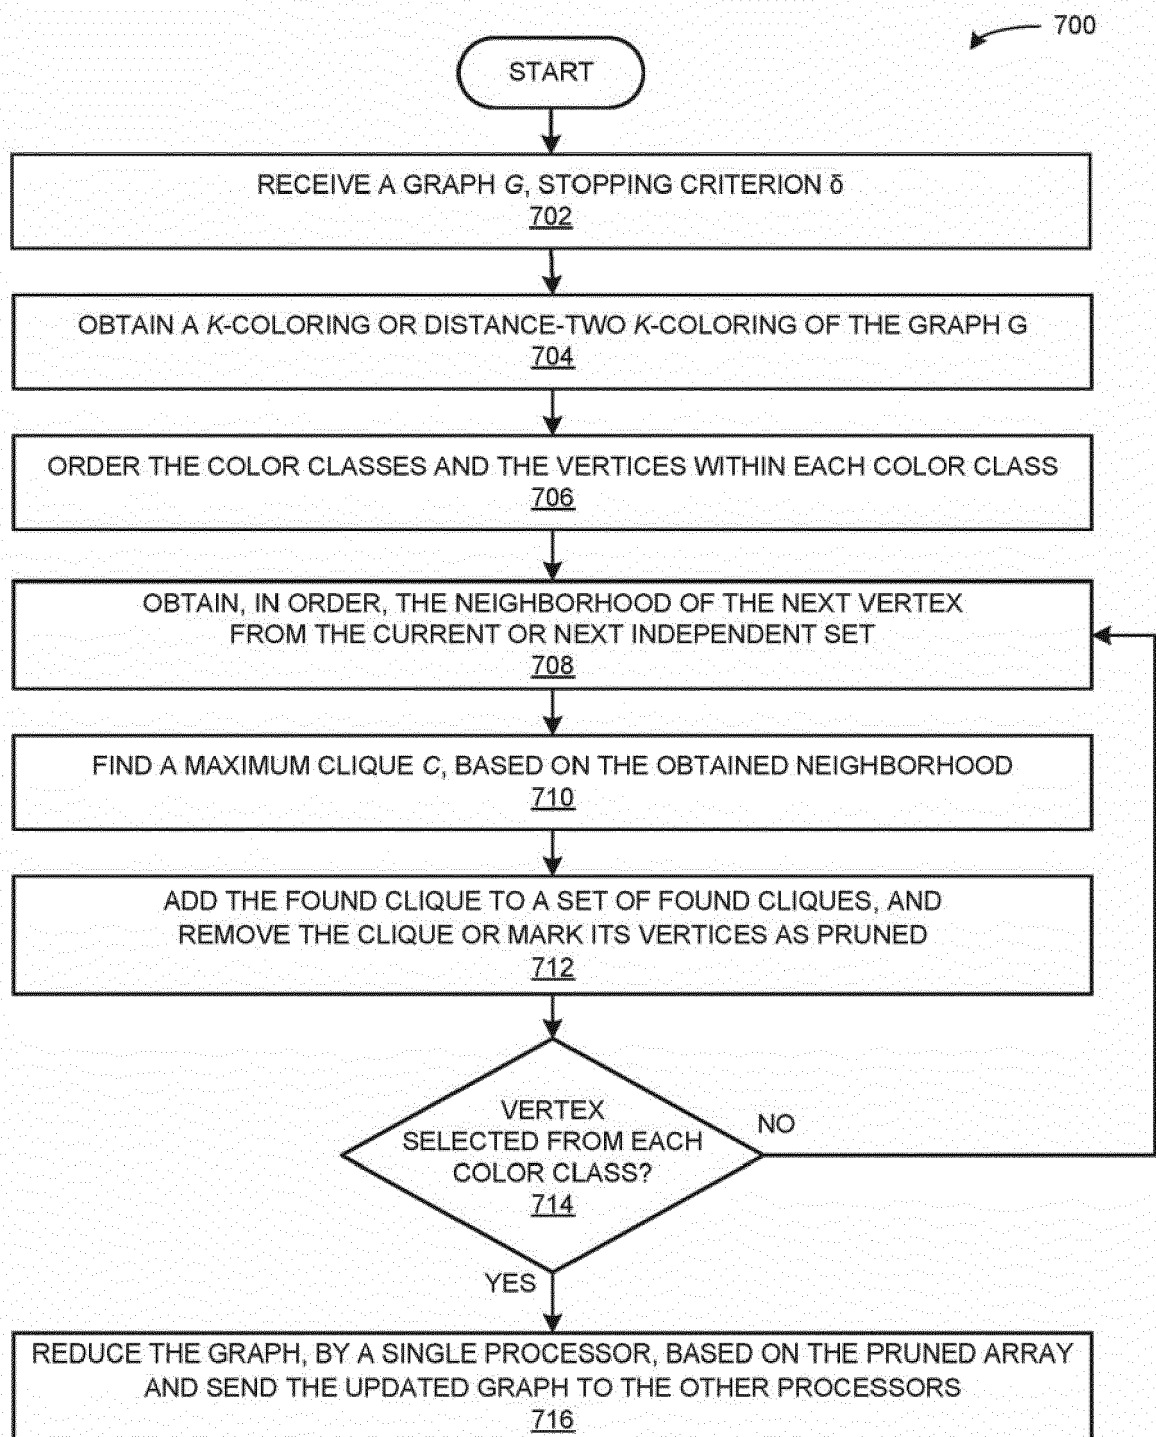 700
START
RECEIVE A GRAPH G, STOPPING CRITERION δ
702
OBTAIN A K-COLORING OR DISTANCE-TWO K-COLORING OF THE GRAPH G
704
ORDER THE COLOR CLASSES AND THE VERTICES WITHIN EACH COLOR CLASS
706
OBTAIN, IN ORDER, THE NEIGHBORHOOD OF THE NEXT VERTEX
FROM THE CURRENT OR NEXT INDEPENDENT SET
708
FIND A MAXIMUM CLIQUE C, BASED ON THE OBTAINED NEIGHBORHOOD
710
ADD THE FOUND CLIQUE TO A SET OF FOUND CLIQUES, AND
REMOVE THE CLIQUE OR MARK ITS VERTICES AS PRUNED
712
VERTEX
SELECTED FROM EACH
COLOR CLASS?
714
NO
YES
REDUCE THE GRAPH, BY A SINGLE PROCESSOR, BASED ON THE PRUNED ARRAY
AND SEND THE UPDATED GRAPH TO THE OTHER PROCESSORS
716